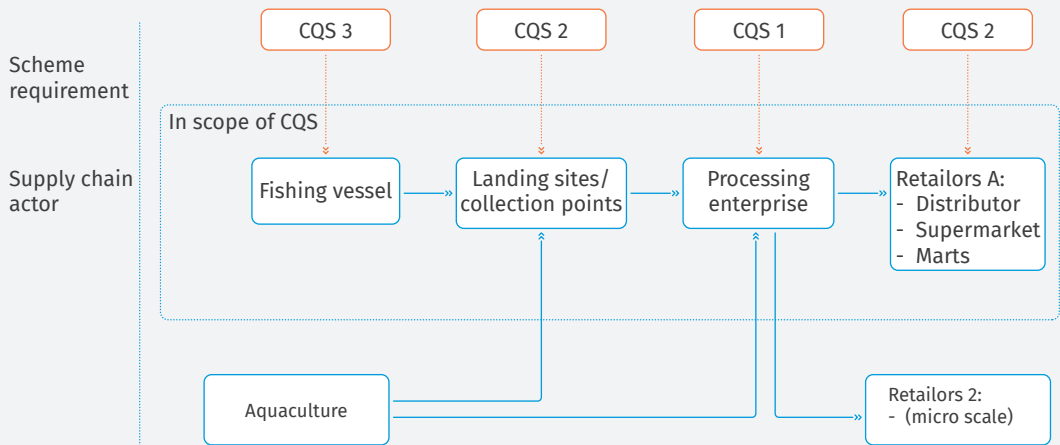 CQS 3
CQS 2
CQS 1
CQS 2
Scheme
requirement
In scope of CQS
Supply chain
actor
Fishing vessel
Landing sites/
collection points
Processing
enterprise
Retailors A:
- Distributor
- Supermarket
- Marts
Aquaculture
Retailors 2:
- (micro scale)